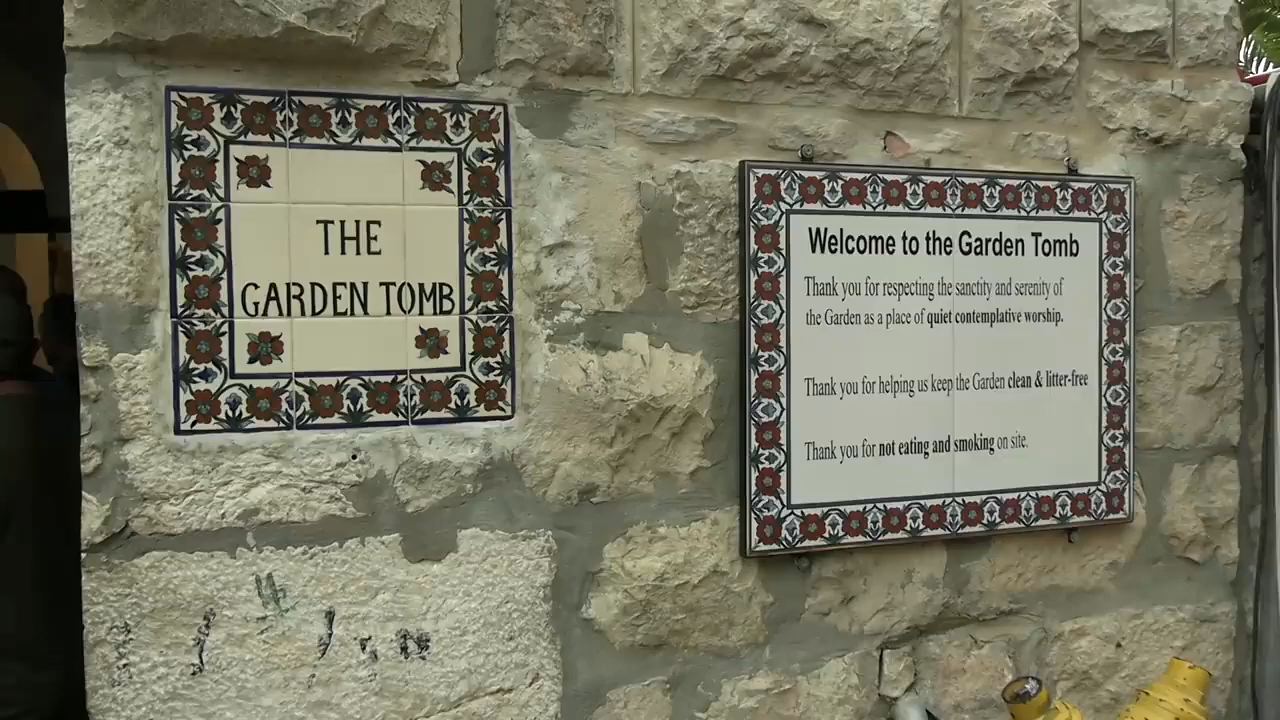 THE
GARDEN TOMB
Welcome to the Garden Tomb
Thank you for respecting the sanctity and serenity of
the Garden as a place of quiet contemplative worship.
Thank you for helping us keep the Garden clean & litter-free
Thank you for not eating and smoking on site.